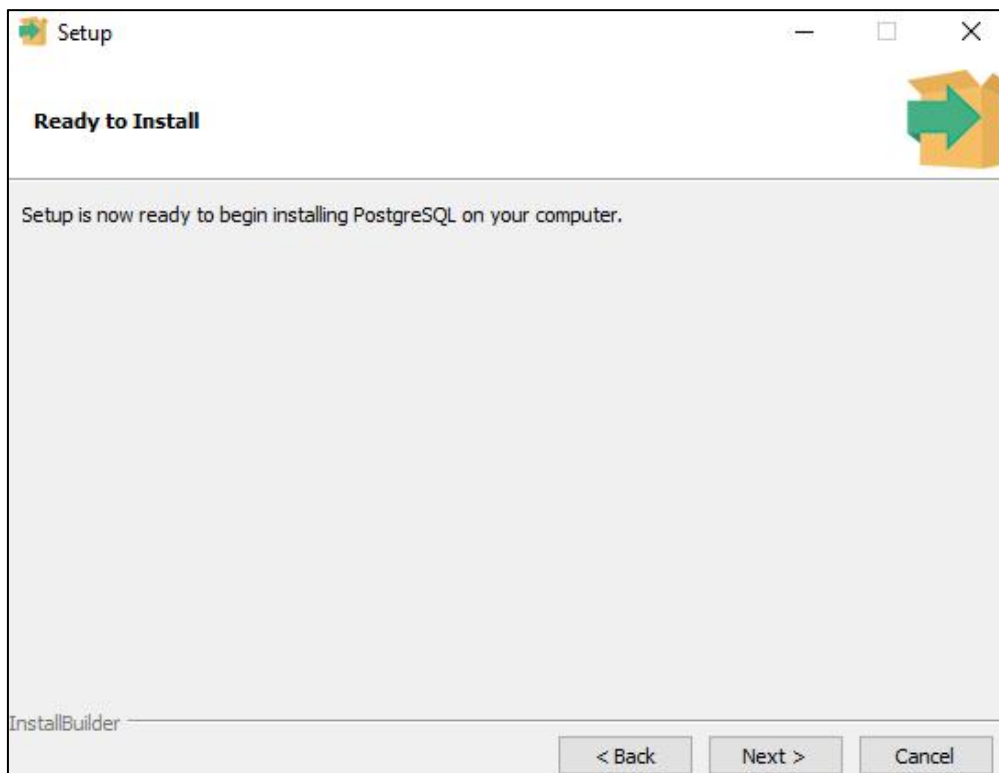 Setup
Ready to Install
Setup is now ready to begin installing PostgreSQL on your computer.
InstallBuilder
< Back
Next >
Cancel